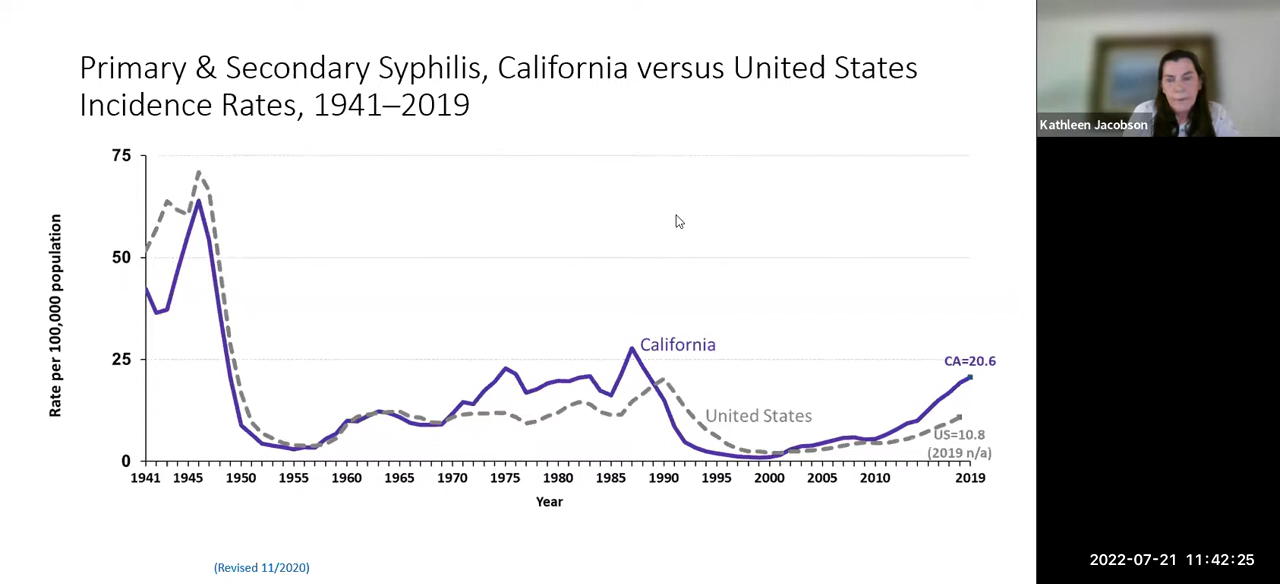 Primary & Secondary Syphilis, California versus United States
Incidence Rates, 1941–2019
Kathleen Jacobson
Rate per 100,000 population
75
50
25
0
California
United States
CA=20.6
US=10.8
(2019 n/a)
1941 1945 1950 1955 1960 1965 1970 1975 1980 1985 1990 1995 2000 2005 2010 2019
Year
(Revised 11/2020)
2022-07-21 11:42:25